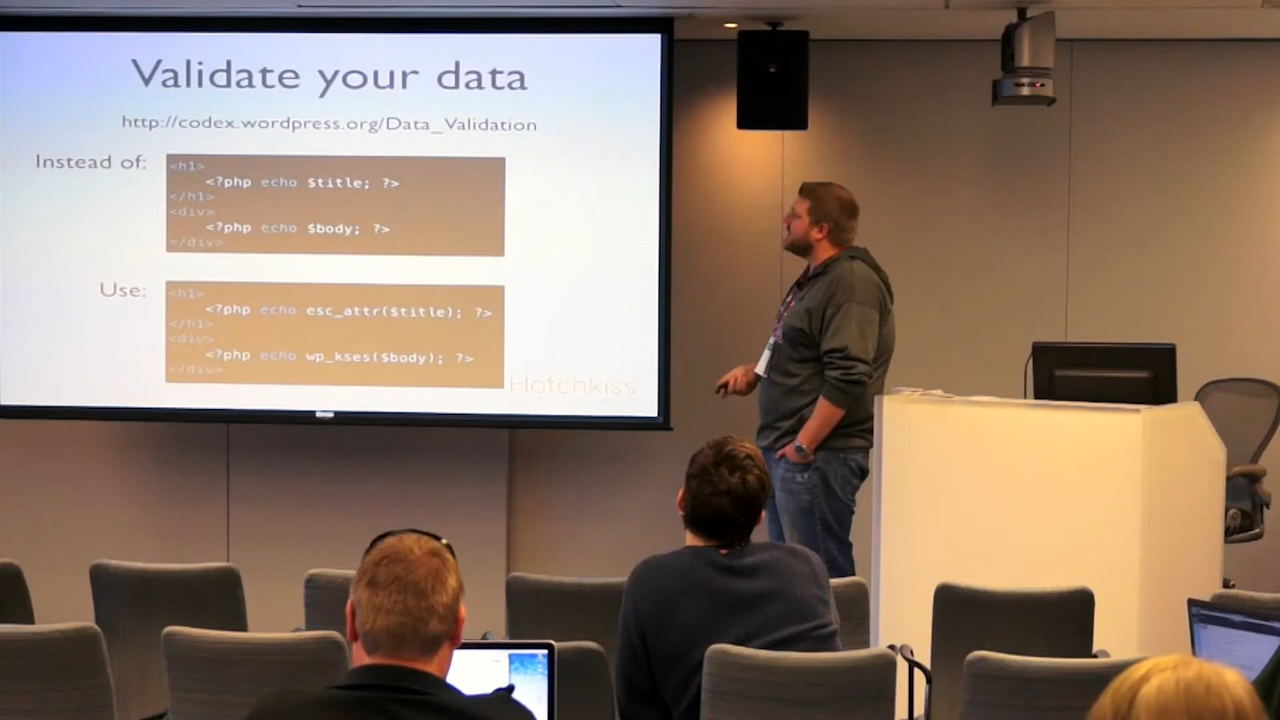 Validate your data
http://codex.wordpress.org/Data_Validation
Instead of:
<h1>
<?php echo $title; ?>
</h1>
<div>
<?php echo $body; ?>
</div>
Use:
<h1>
<?php echo esc_attr($title); ?>
</h1>
<div>
<?php echo wp_kses($body); ?>
</div>
Hotchkiss